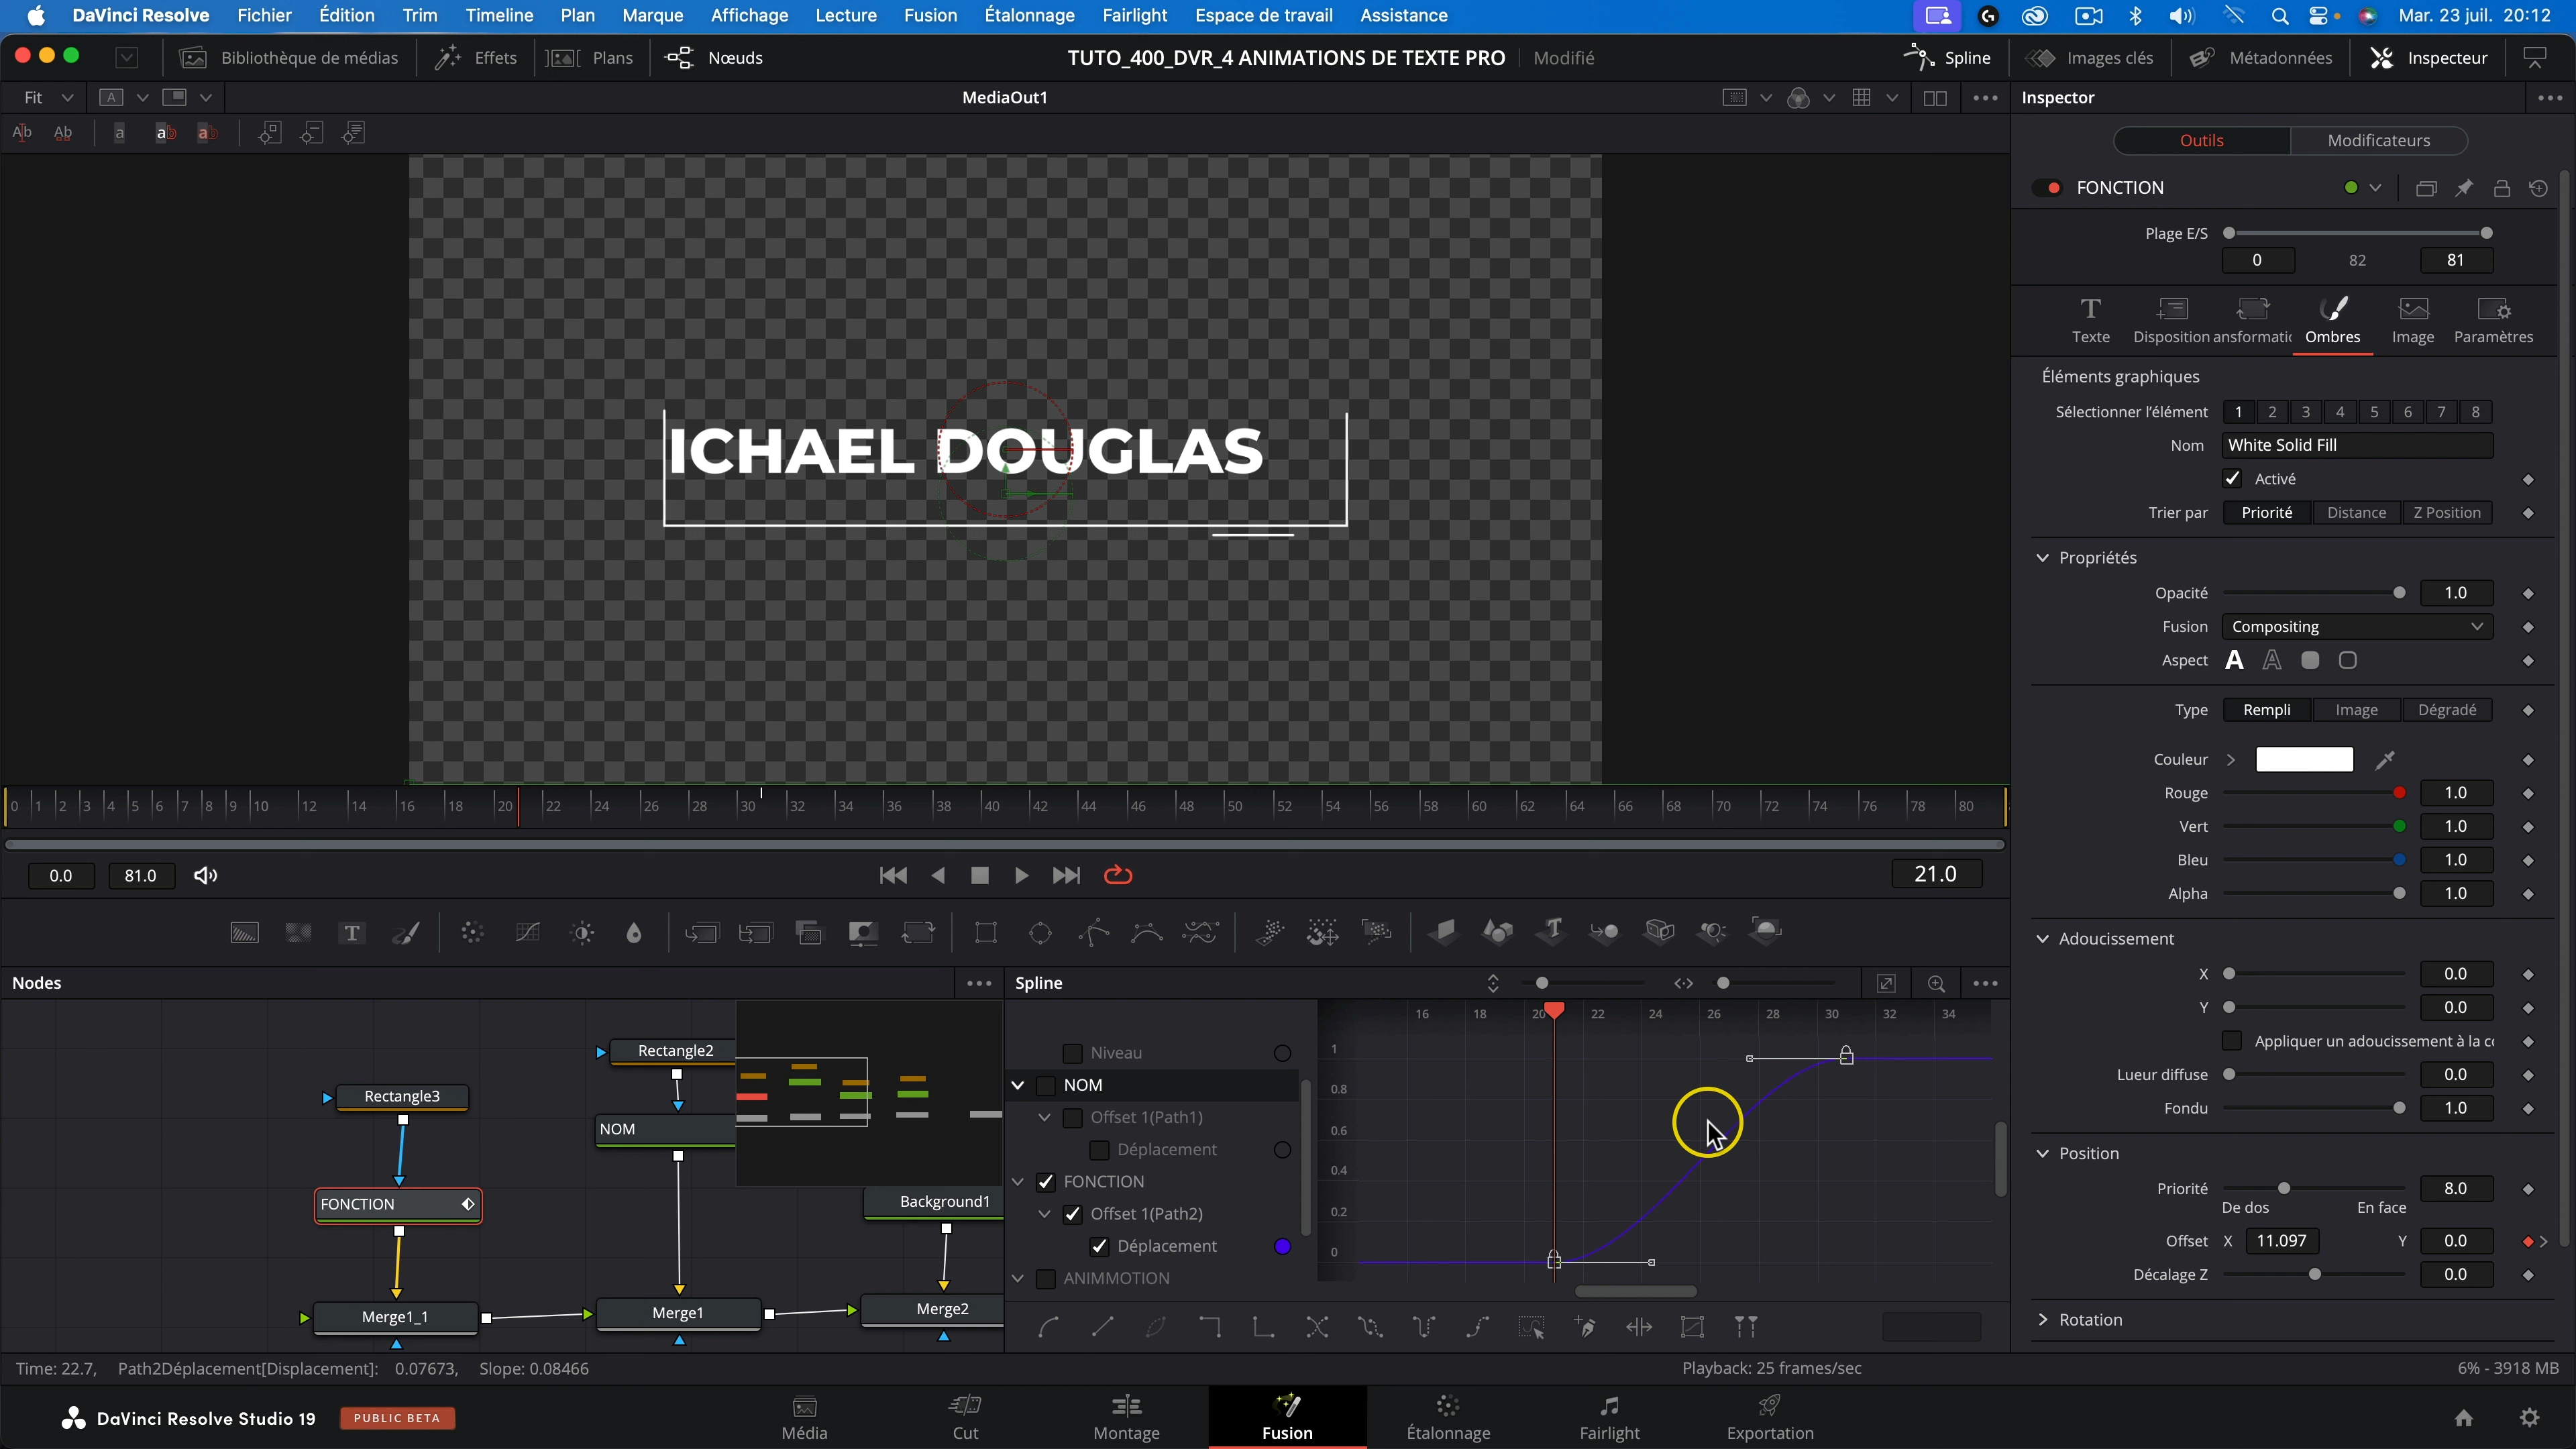 DaVinci Resolve Fichier Édition Trim Timeline Plan Marque Affichage Lecture Fusion Étalonnage Fairlight Espace de travail Assistance Mar. 23 juil. 20:12
Bibliothèque de médias Effets Plans Nœuds TUTO_400_DVR_4 ANIMATIONS DE TEXTE PRO Modifié Spline Images clés Métadonnées Inspecteur
Fit A MediaOut1 Inspector
Ab Ab a ab ab
Outils Modificateurs
FONCTION
Plage E/S
0 82 81
Texte Disposition ansformatic Ombres Image Paramètres
Éléments graphiques
Sélectionner l'élément 1 2 3 4 5 6 7 8
Nom White Solid Fill
Activé
Trier par Priorité Distance Z Position
Propriétés
Opacité 1.0
Fusion Compositing
Aspect A A
Type Rempli Image Dégradé
Couleur
Rouge 1.0
Vert 1.0
Bleu 1.0
Alpha 1.0
Adoucissement
X 0.0
Y 0.0
Appliquer un adoucissement à la co
Lueur diffuse 0.0
Fondu 1.0
Position
Priorité 8.0
De dos En face
Offset X 11.097 Y 0.0
Décalage Z 0.0
Rotation
ICHAEL DOUGLAS
0 1 2 3 4 5 6 7 8 9 10 12 14 16 18 20 22 24 26 28 30 32 34 36 38 40 42 44 46 48 50 52 54 56 58 60 62 64 66 68 70 72 74 76 78 80
0.0 81.0 21.0
Nodes
Rectangle2
Rectangle3
NOM
FONCTION
Background1
Merge1_1 Merge1 Merge2
Spline
Niveau
NOM
Offset 1(Path1)
Déplacement
FONCTION
Offset 1(Path2)
Déplacement
ANIMMOTION
16 18 20 22 24 26 28 30 32 34
1
0.8
0.6
0.4
0.2
0
Time: 22.7, Path2Déplacement[Displacement]: 0.07673, Slope: 0.08466 Playback: 25 frames/sec 6% - 3918 MB
DaVinci Resolve Studio 19 PUBLIC BETA
Média Cut Montage Fusion Étalonnage Fairlight Exportation